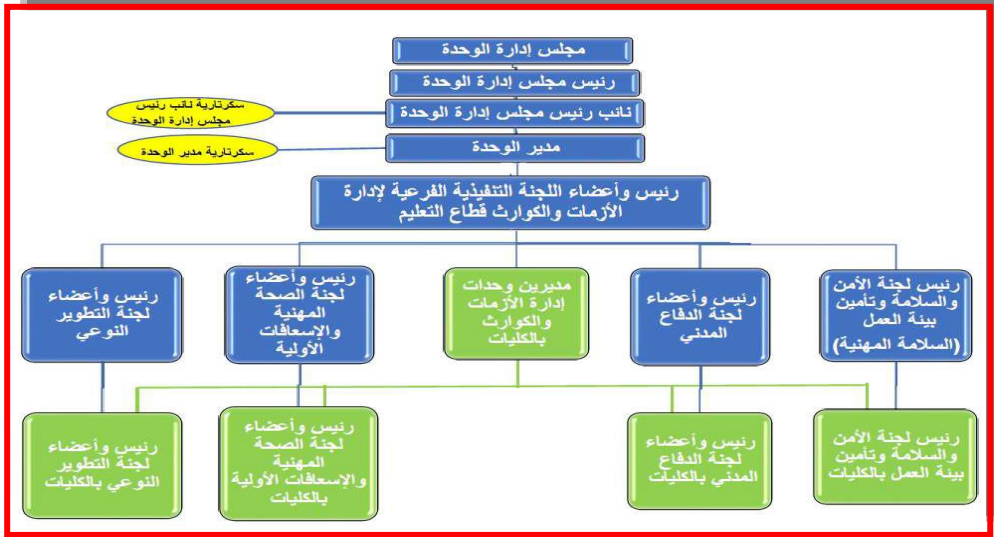 مجلس إدارة الوحدة
رئيس مجلس إدارة الوحدة
نائب رئيس مجلس إدارة الوحدة
سكرتارية نائب رئيس
مجلس إدارة الوحدة
مدير الوحدة
سكرتارية مدير الوحدة
رئيس وأعضاء اللجنة التنفيذية الفرعية لإدارة
الأزمات والكوارث قطاع التعليم
رئيس لجنة الأمن
والسلامة وتأمين
بيئة العمل
(السلامة المهنية)
رئيس وأعضاء
لجنة الدفاع
المدني
مديرين وحدات
إدارة الأزمات
والكوارث
بالكليات
رئيس وأعضاء
لجنة الصحة
المهنية
والإسعافات
الأولية
رئيس وأعضاء
لجنة التطوير
النوعي
رئيس لجنة الأمن
والسلامة وتأمين
بيئة العمل بالكليات
رئيس وأعضاء
لجنة الدفاع
المدني بالكليات
رئيس وأعضاء
لجنة الصحة
المهنية
والإسعافات الأولية
بالكليات
رئيس وأعضاء
لجنة التطوير
النوعي بالكليات